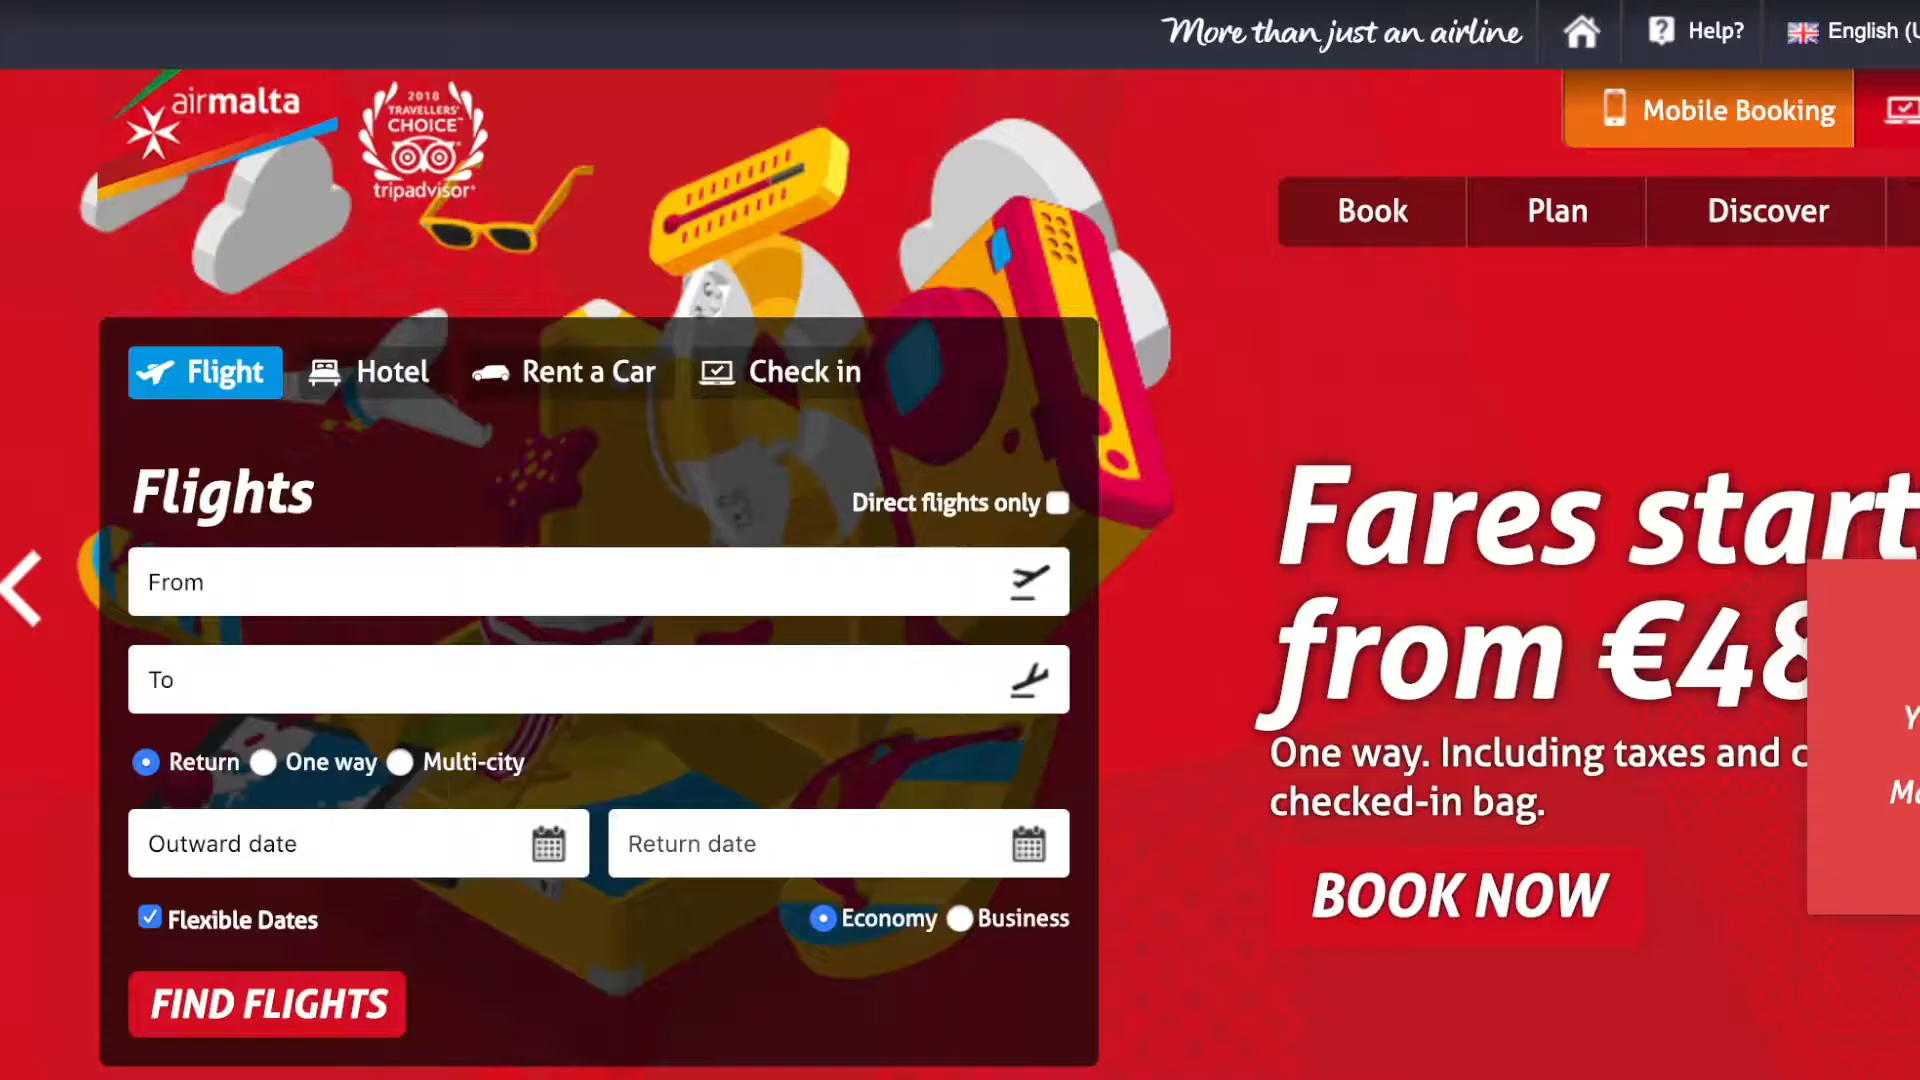 More than just an airline
Help?
English (U
airmalta
2018
TRAVELLERS'
CHOICE™
tripadvisor®
Mobile Booking
Book
Plan
Discover
Flight
Hotel
Rent a Car
Check in
Flights
Direct flights only
From
To
Return
One way
Multi-city
Outward date
Return date
Flexible Dates
Economy
Business
FIND FLIGHTS
Fares start
from €48
One way. Including taxes and c
checked-in bag.
BOOK NOW